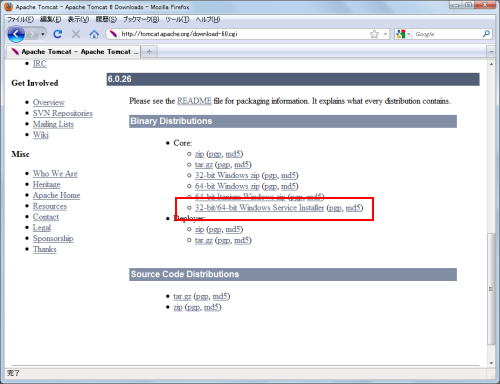 Apache Tomcat - Apache Tomcat 6 Downloads - Mozilla Firefox
ファイル(F) 編集(E) 表示(V) 履歴(S) ブックマーク(B) ツール(T) ヘルプ(H)
http://tomcat.apache.org/download-60.cgi
Google
Apache Tomcat - Apache Tomcat 6 ...
IRC
Get Involved
Overview
SVN Repositories
Mailing Lists
Wiki
Misc
Who We Are
Heritage
Apache Home
Resources
Contact
Legal
Sponsorship
Thanks
6.0.26
Please see the README file for packaging information. It explains what every distribution contains.
Binary Distributions
Core:
zip (pgp, md5)
tar.gz (pgp, md5)
32-bit Windows zip (pgp, md5)
64-bit Windows zip (pgp, md5)
64-bit Itanium Windows zip (pgp, md5)
32-bit/64-bit Windows Service Installer (pgp, md5)
Deployer:
zip (pgp, md5)
tar.gz (pgp, md5)
Source Code Distributions
tar.gz (pgp, md5)
zip (pgp, md5)
完了